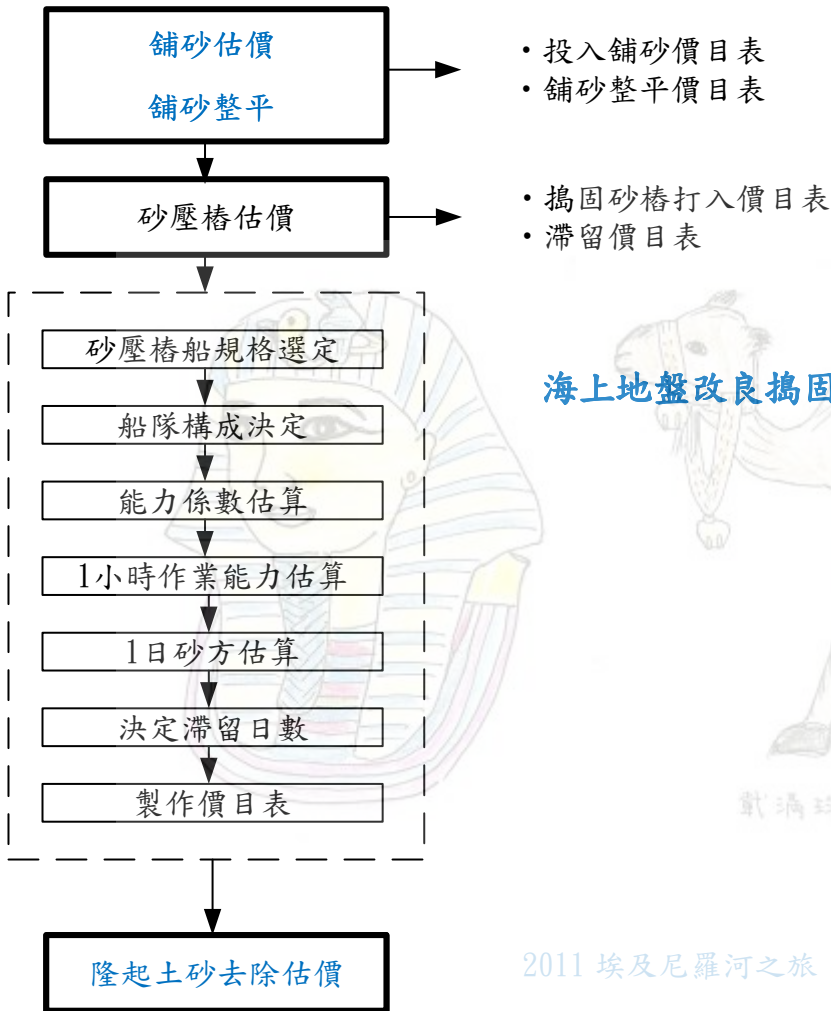 舖砂估價
舖砂整平
・投入舖砂價目表
・舖砂整平價目表
砂壓樁估價
・搗固砂樁打入價目表
・滯留價目表
砂壓樁船規格選定
船隊構成決定
能力係數估算
1小時作業能力估算
1日砂方估算
決定滯留日數
製作價目表
海上地盤改良搗固
隆起土砂去除估價
2011 埃及尼羅河之旅